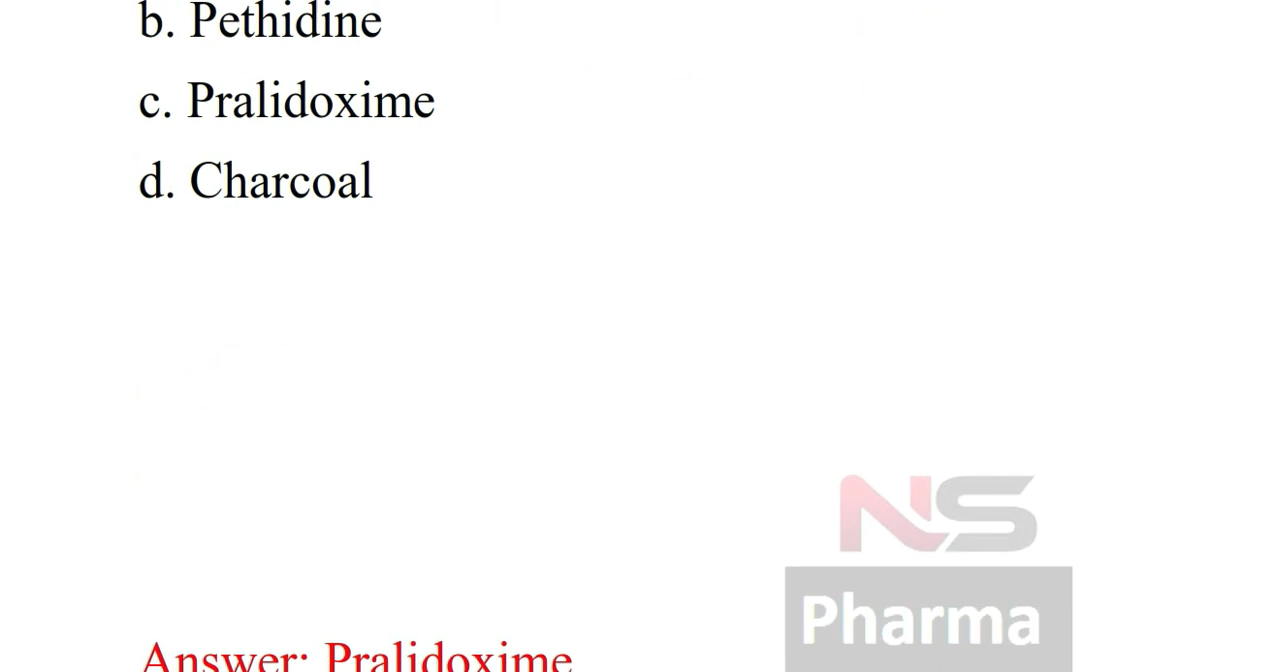 b. Pethidine
c. Pralidoxime
d. Charcoal
NS
Pharma
Answer: Pralidoxime